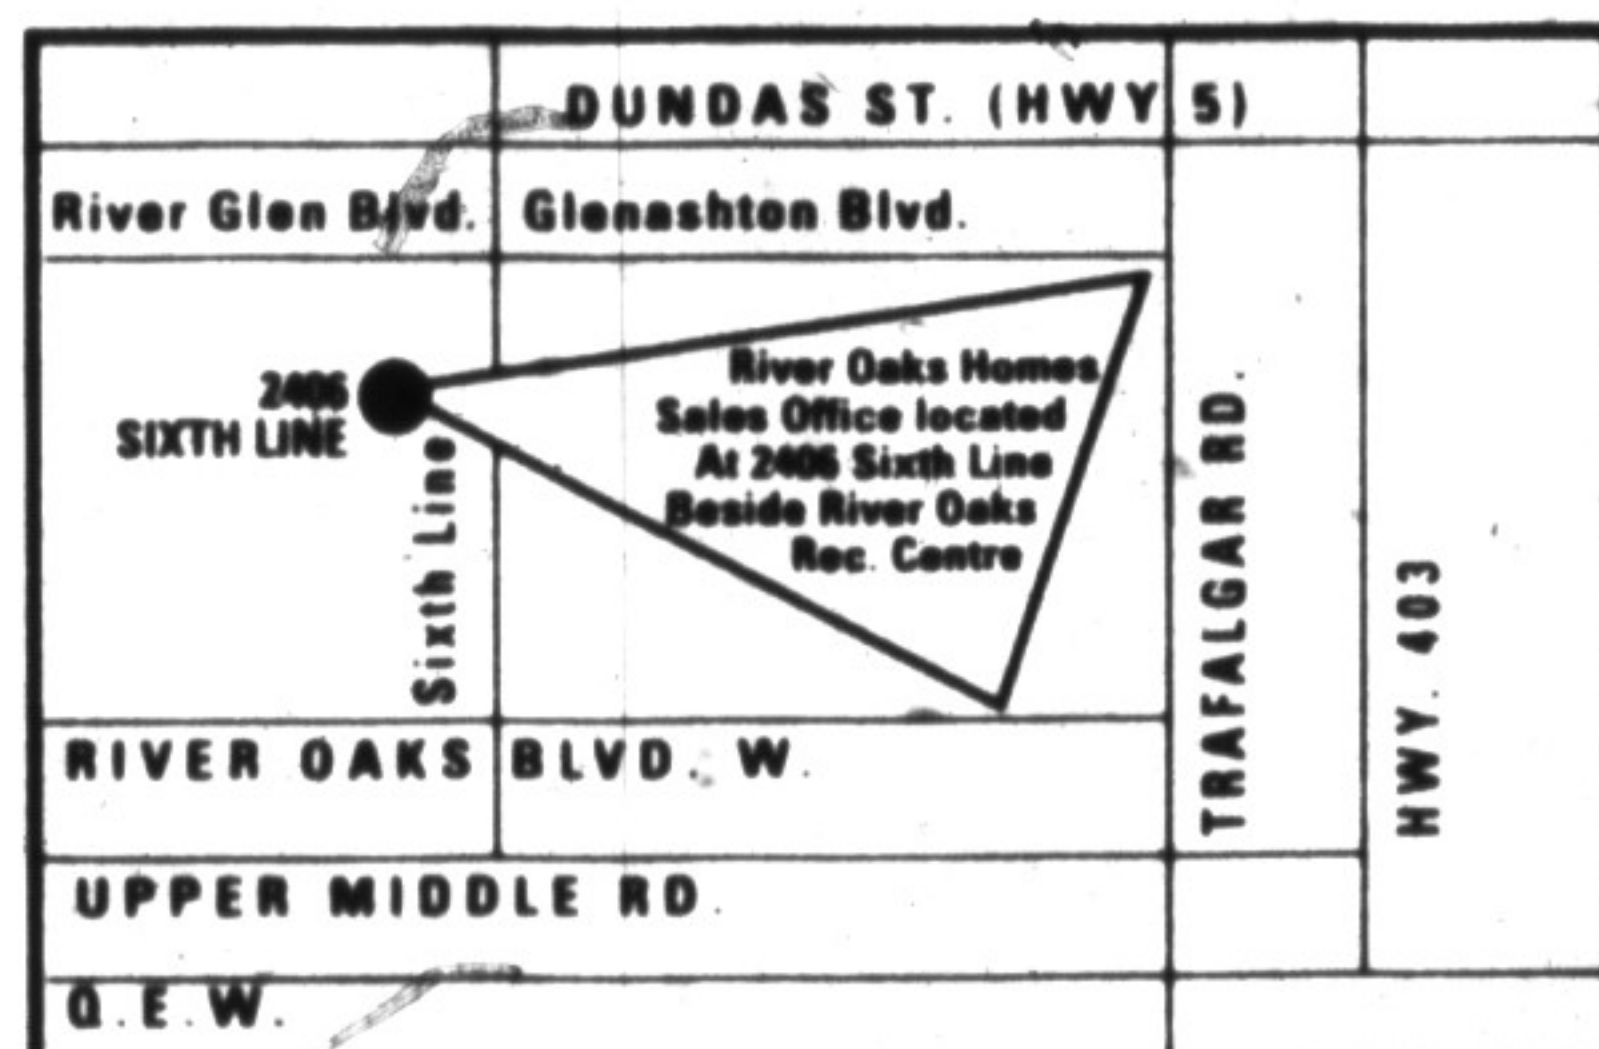 DUNDAS ST. (HWY 5)
River Glen Blvd.
Glenashton Blvd.
2406
SIXTH LINE
River Oaks Homes
Sales Office located
At 2406 Sixth Line
Beside River Oaks
Rec. Centre
Sixth Line
TRAFALGAR RD.
HWY. 403
RIVER OAKS BLVD. W.
UPPER MIDDLE RD.
Q.E.W.